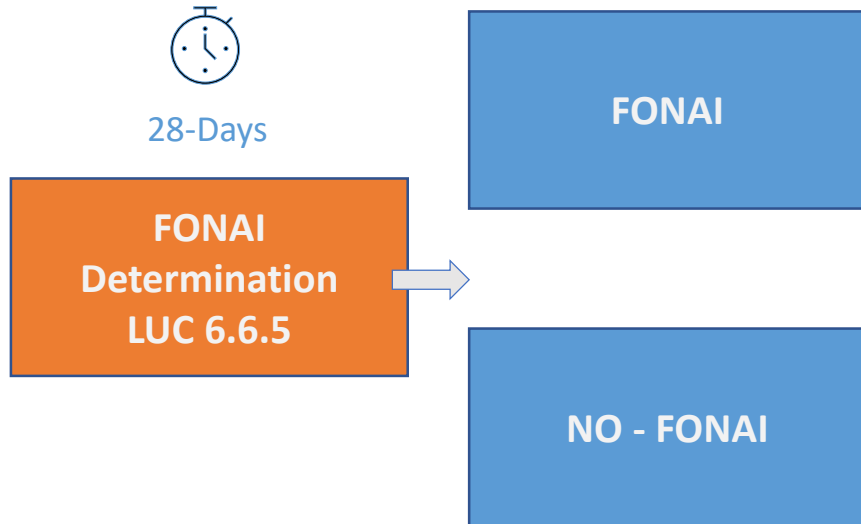 28-Days
FONAI
Determination
LUC 6.6.5
FONAI
NO - FONAI